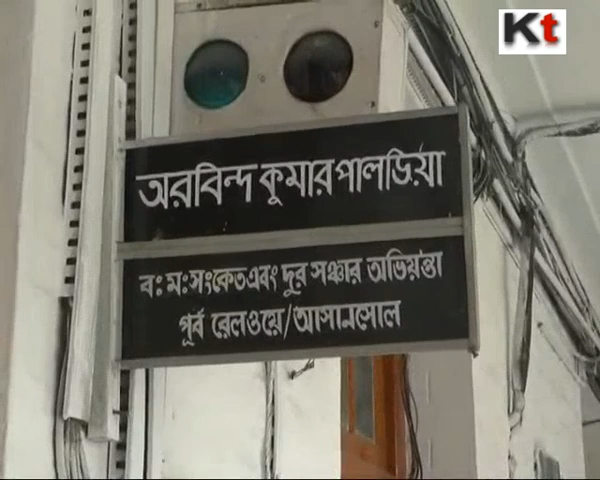 Kt
অরবিন্দ কুমার পালডিয়া
বঃ মঃ সংকেত এবং দুর সঞ্চার অভিয়ন্তা
পূর্ব রেলওয়ে/আসানসোল